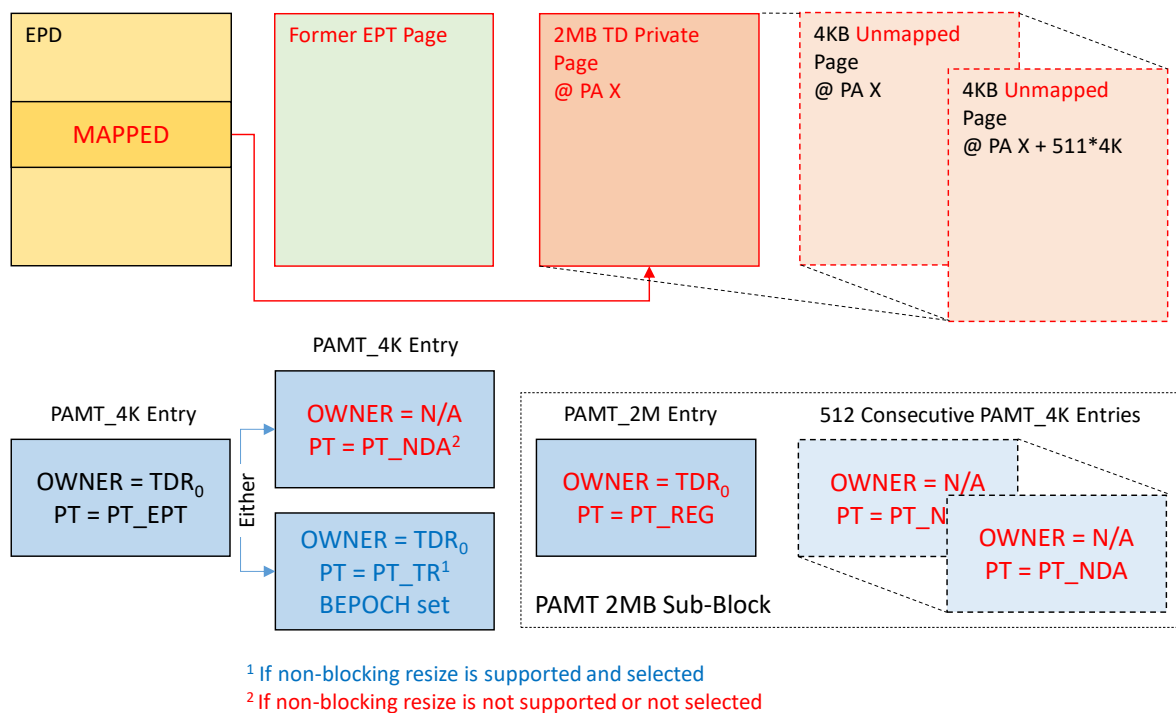 EPD
MAPPED
Former EPT Page
2MB TD Private
Page
@ PA X
4KB Unmapped
Page
@ PA X
4KB Unmapped
Page
@ PA X + 511*4K
PAMT_4K Entry
OWNER = TDR₀
PT = PT_EPT
Either
PAMT_4K Entry
OWNER = N/A
PT = PT_NDA²
OWNER = TDR₀
PT = PT_TR¹
BEPOCH set
PAMT_2M Entry
OWNER = TDR₀
PT = PT_REG
512 Consecutive PAMT_4K Entries
OWNER = N/A
PT = PT_N
OWNER = N/A
PT = PT_NDA
PAMT 2MB Sub-Block
¹ If non-blocking resize is supported and selected
² If non-blocking resize is not supported or not selected